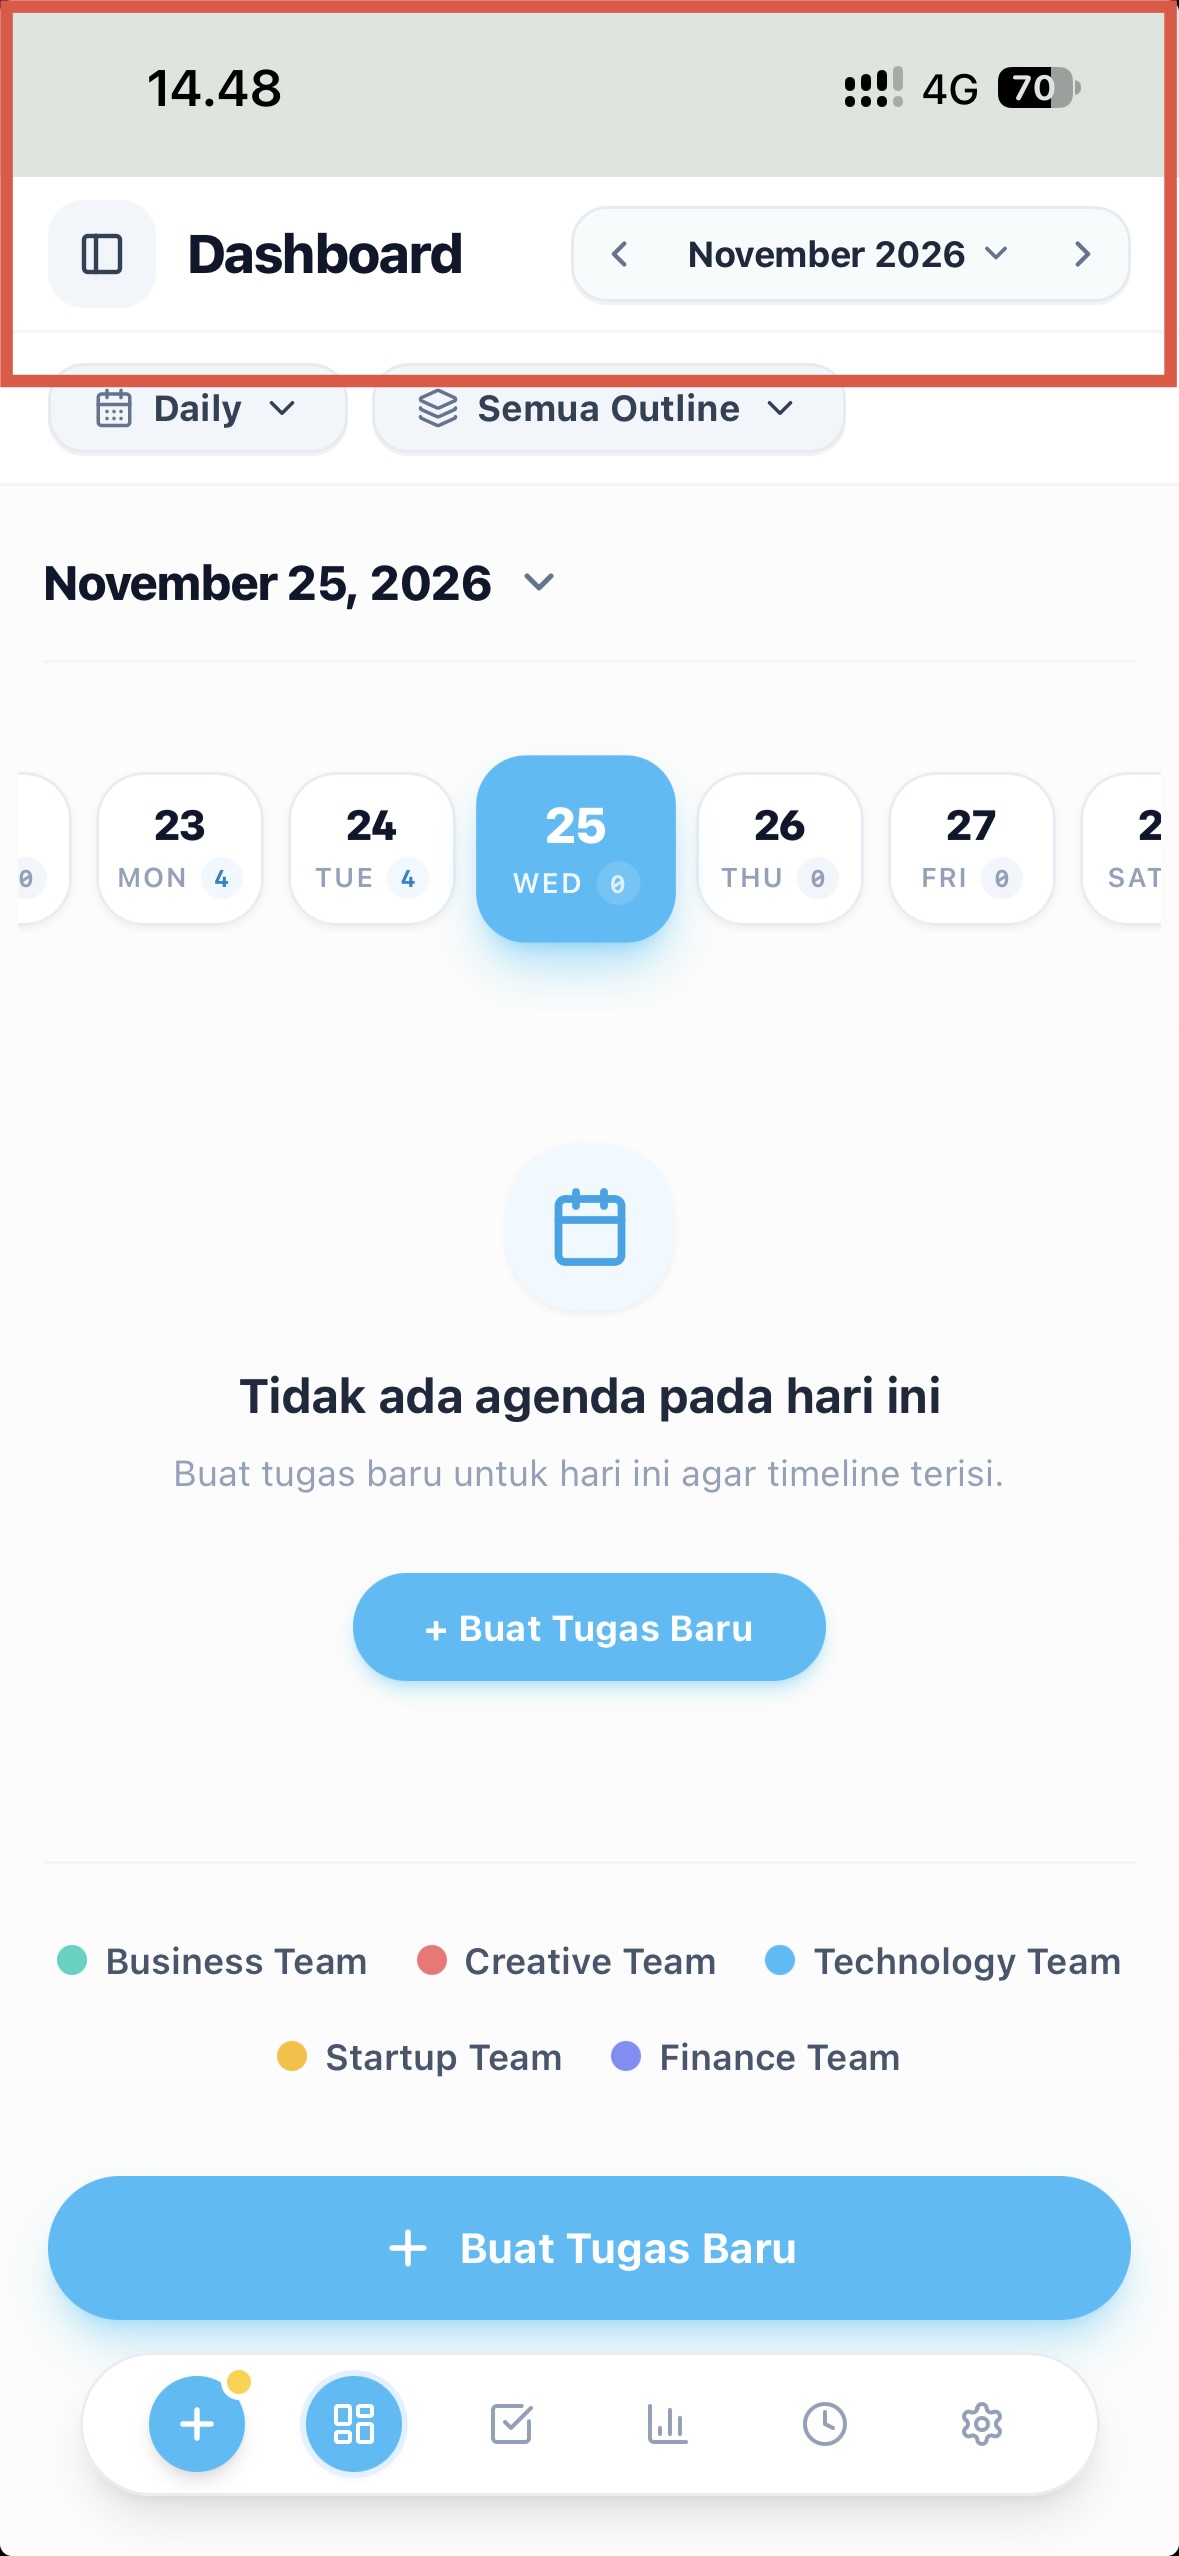 14.48 4G 70
Dashboard November 2026
Daily Semua Outline
November 25, 2026
23 24 25 26 27 2
0 MON 4 TUE 4 WED 0 THU 0 FRI 0 SAT
Tidak ada agenda pada hari ini
Buat tugas baru untuk hari ini agar timeline terisi.
+ Buat Tugas Baru
Business Team Creative Team Technology Team
Startup Team Finance Team
+ Buat Tugas Baru